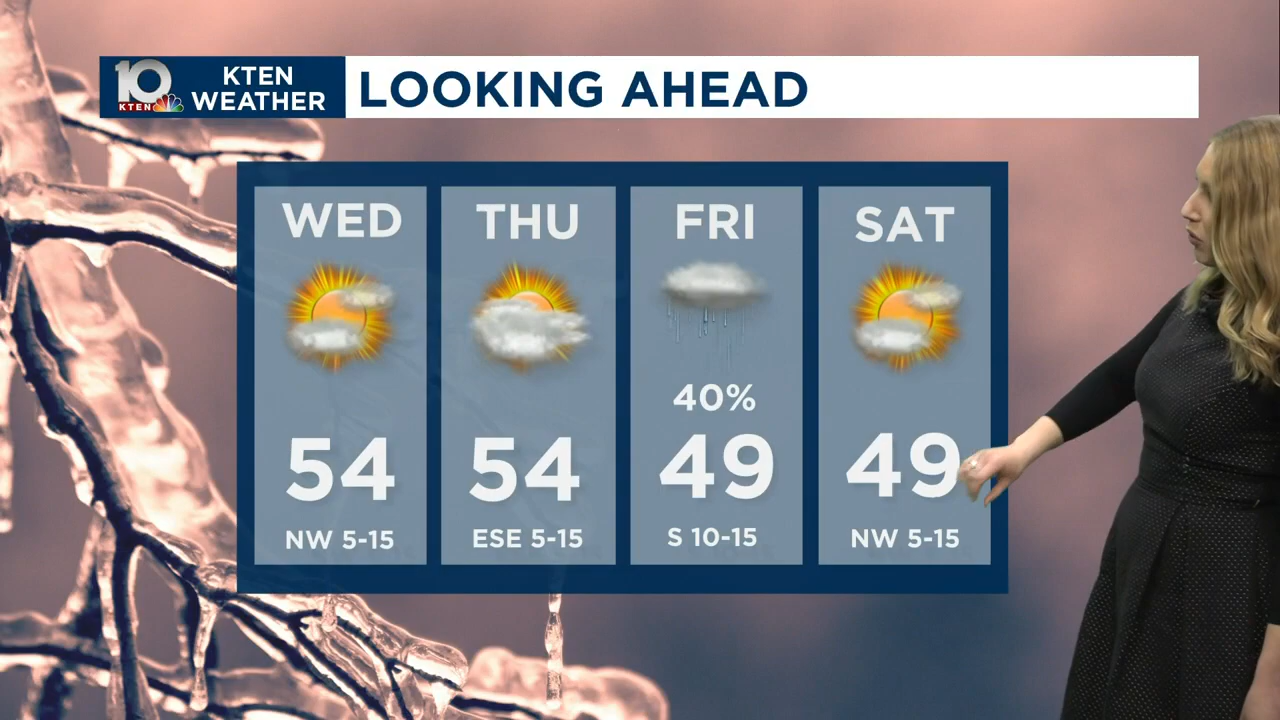 10
KTEN
KTEN
WEATHER
LOOKING AHEAD
WED
THU
FRI
SAT
40%
54
54
49
49
NW 5-15
ESE 5-15
S 10-15
NW 5-15